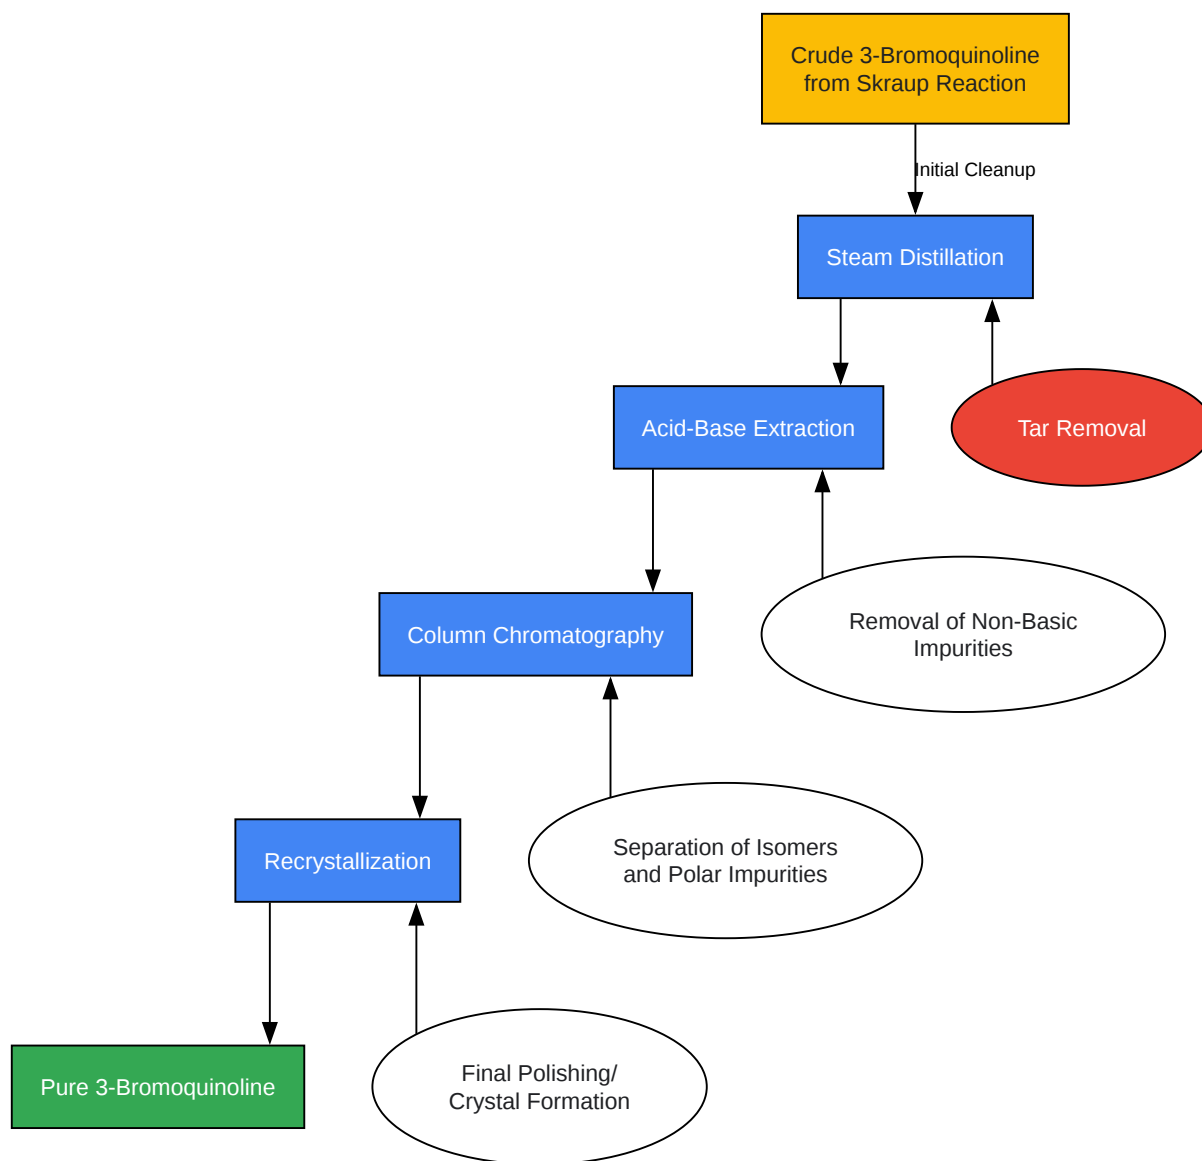 Crude 3-Bromoquinoline
from Skraup Reaction
Initial Cleanup
Steam Distillation
Acid-Base Extraction
Tar Removal
Column Chromatography
Removal of Non-Basic
Impurities
Recrystallization
Separation of Isomers
and Polar Impurities
Pure 3-Bromoquinoline
Final Polishing/
Crystal Formation